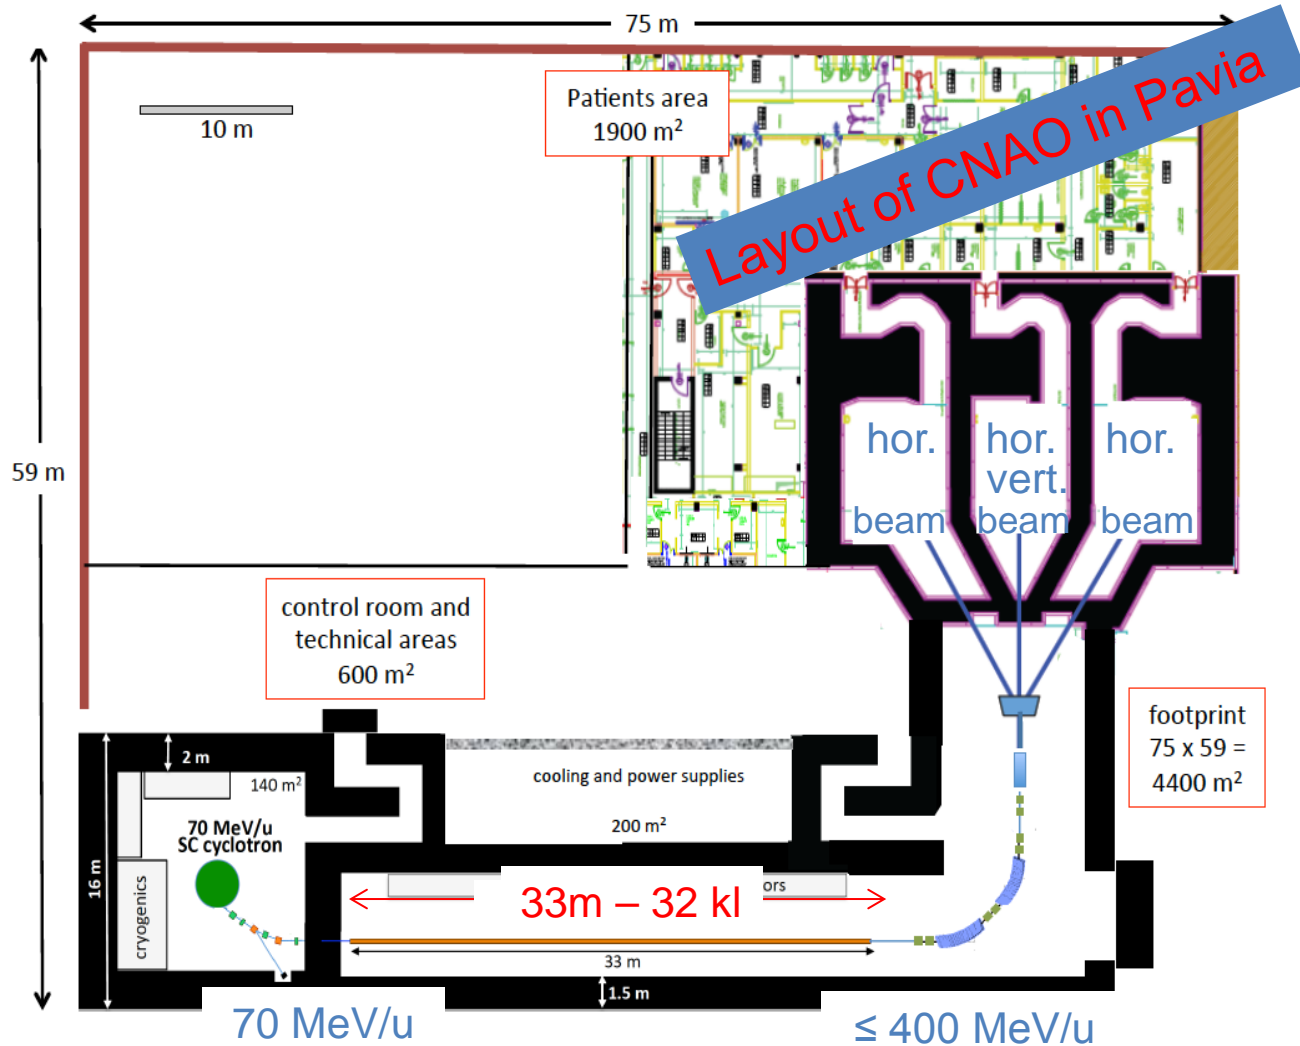 75 m
10 m
Patients area
1900 m²
Layout of CNAO in Pavia
59 m
hor.
hor.
hor.
vert.
beam
beam
beam
control room and
technical areas
600 m²
footprint
75 x 59 =
4400 m²
2 m
140 m²
cooling and power supplies
200 m²
70 MeV/u
SC cyclotron
16 m
cryogenics
33m – 32 kl
ors
33 m
1.5 m
70 MeV/u
≤ 400 MeV/u